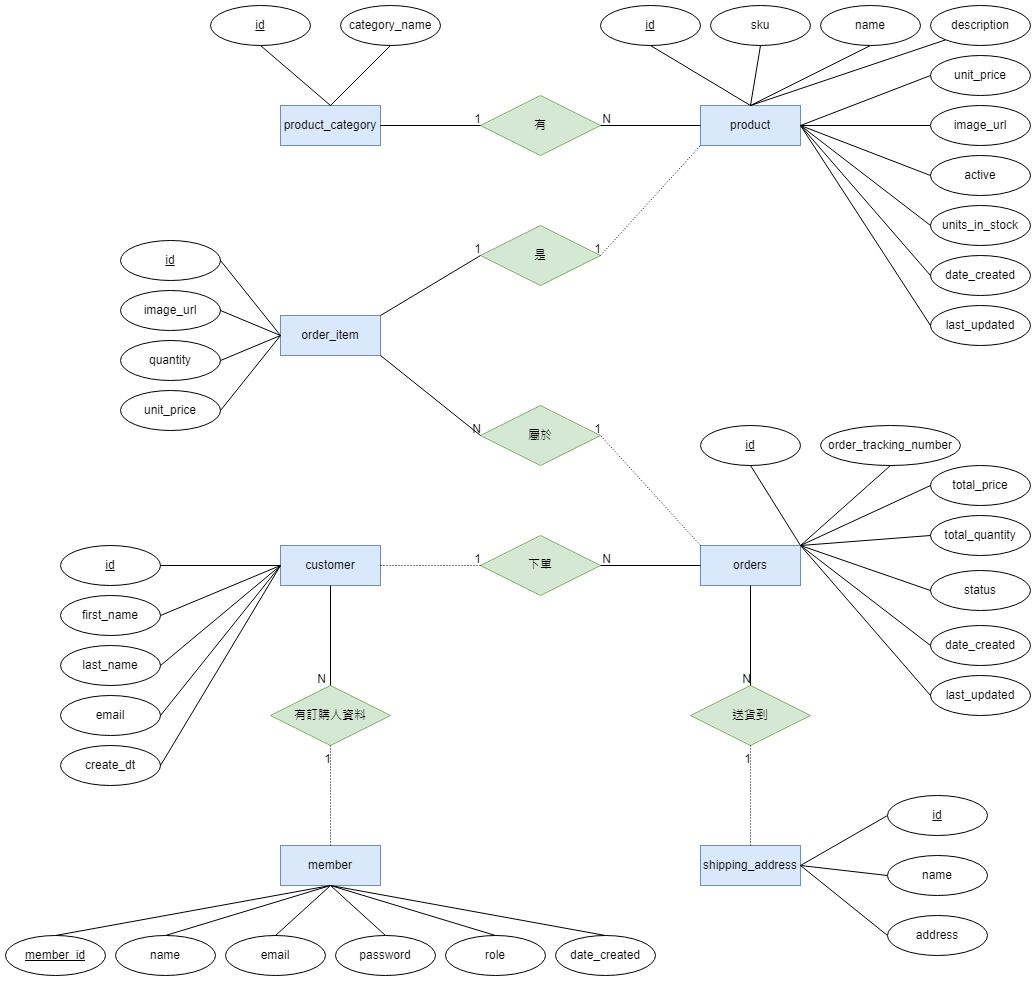 id
category_name
id
sku
name
description
unit_price
product_category
1
有
N
product
image_url
active
units_in_stock
1
是
1
id
date_created
image_url
last_updated
order_item
quantity
unit_price
N
屬於
1
id
order_tracking_number
total_price
total_quantity
id
customer
1
下單
N
orders
status
first_name
date_created
last_name
N
N
last_updated
email
有訂購人資料
送貨到
create_dt
1
1
id
member
shipping_address
name
address
member_id
name
email
password
role
date_created